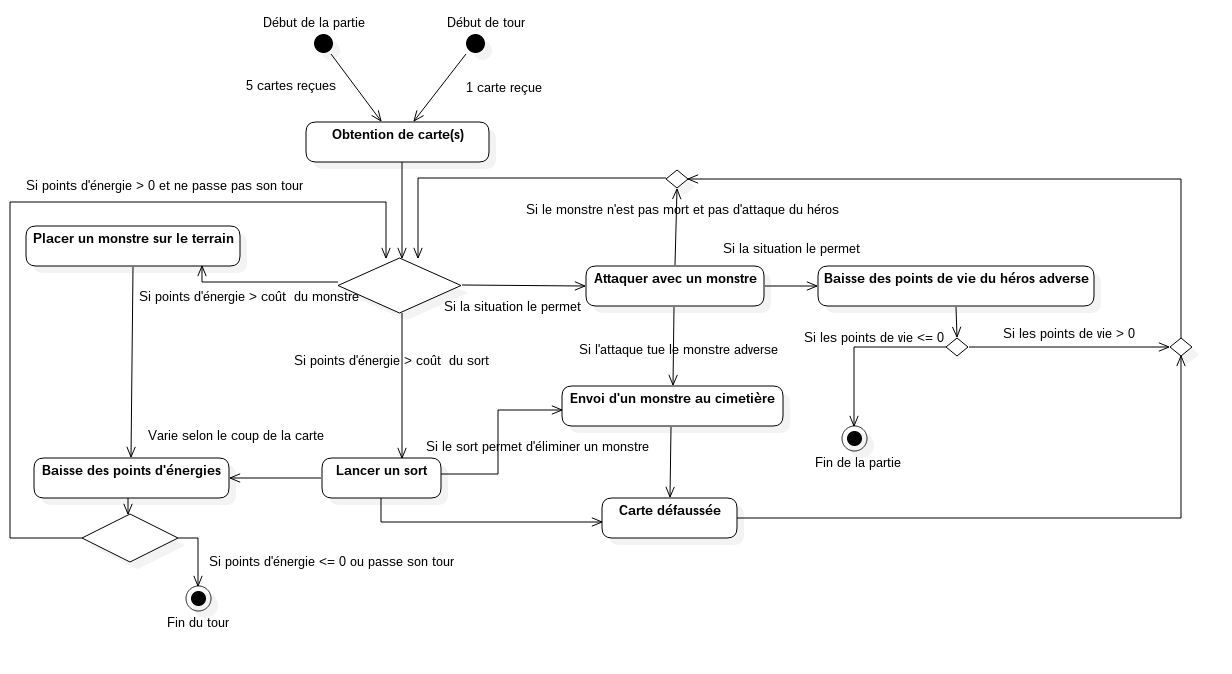 Début de la partie
Début de tour
5 cartes reçues
1 carte reçue
Obtention de carte(s)
Si points d'énergie > 0 et ne passe pas son tour
Si le monstre n'est pas mort et pas d'attaque du héros
Placer un monstre sur le terrain
Si la situation le permet
Attaquer avec un monstre
Baisse des points de vie du héros adverse
Si points d'énergie > coût du monstre
Si la situation le permet
Si les points de vie <= 0
Si les points de vie > 0
Si points d'énergie > coût du sort
Si l'attaque tue le monstre adverse
Envoi d'un monstre au cimetière
Varie selon le coup de la carte
Si le sort permet d'éliminer un monstre
Fin de la partie
Baisse des points d'énergies
Lancer un sort
Carte défaussée
Si points d'énergie <= 0 ou passe son tour
Fin du tour